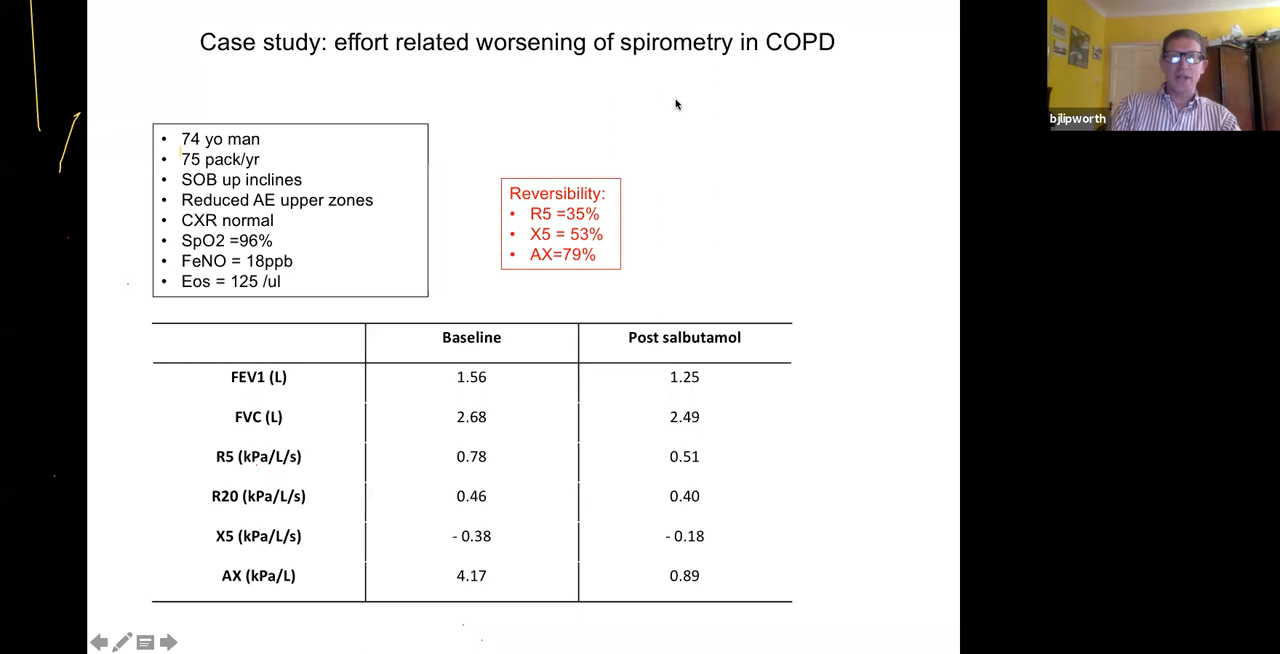 Case study: effort related worsening of spirometry in COPD
bjlipworth
• 74 yo man
• 75 pack/yr
• SOB up inclines
• Reduced AE upper zones
• CXR normal
• SpO2 =96%
• FeNO = 18ppb
• Eos = 125 /ul
Reversibility:
• R5 =35%
• X5 = 53%
• AX=79%
Baseline Post salbutamol
FEV1 (L) 1.56 1.25
FVC (L) 2.68 2.49
R5 (kPa/L/s) 0.78 0.51
R20 (kPa/L/s) 0.46 0.40
X5 (kPa/L/s) - 0.38 - 0.18
AX (kPa/L) 4.17 0.89